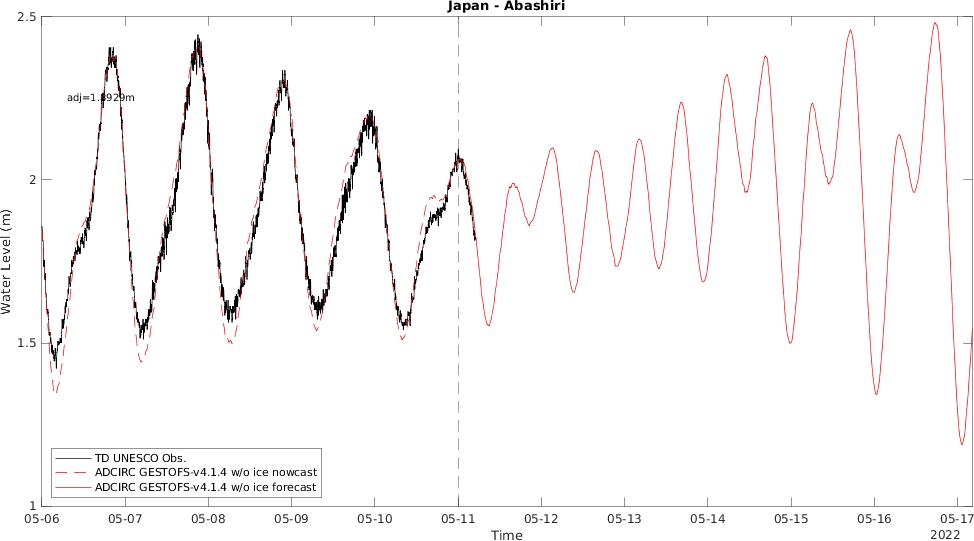 Japan - Abashiri
2.5
2
1.5
1
Water Level (m)
adj=1.8929m
TD UNESCO Obs.
ADCIRC GESTOFS-v4.1.4 w/o ice nowcast
ADCIRC GESTOFS-v4.1.4 w/o ice forecast
05-06 05-07 05-08 05-09 05-10 05-11 05-12 05-13 05-14 05-15 05-16 05-17
Time
2022